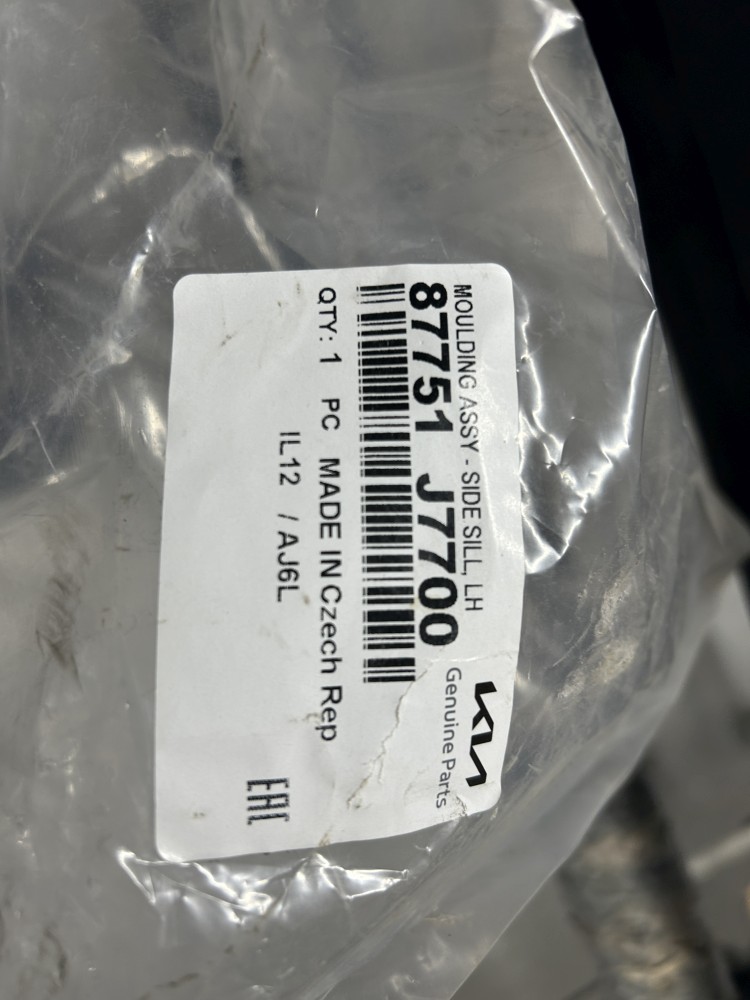 MOULDING ASSY - SIDE SILL, LH
87751 J7700
KIA
Genuine Parts
QTY: 1 PC MADE IN Czech Rep
IL12 / AJ6L
EAC